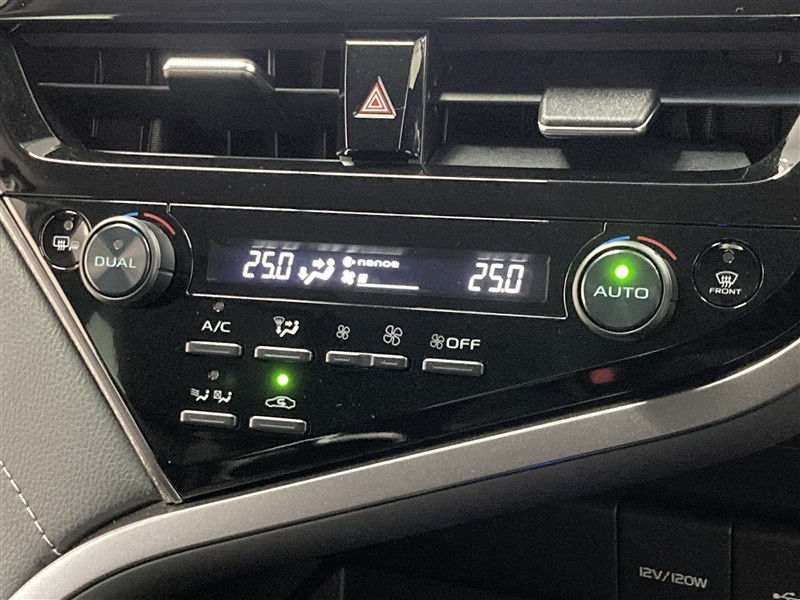 DUAL
25.0
nanoe
25.0
AUTO
FRONT
A/C
OFF
12V/120W